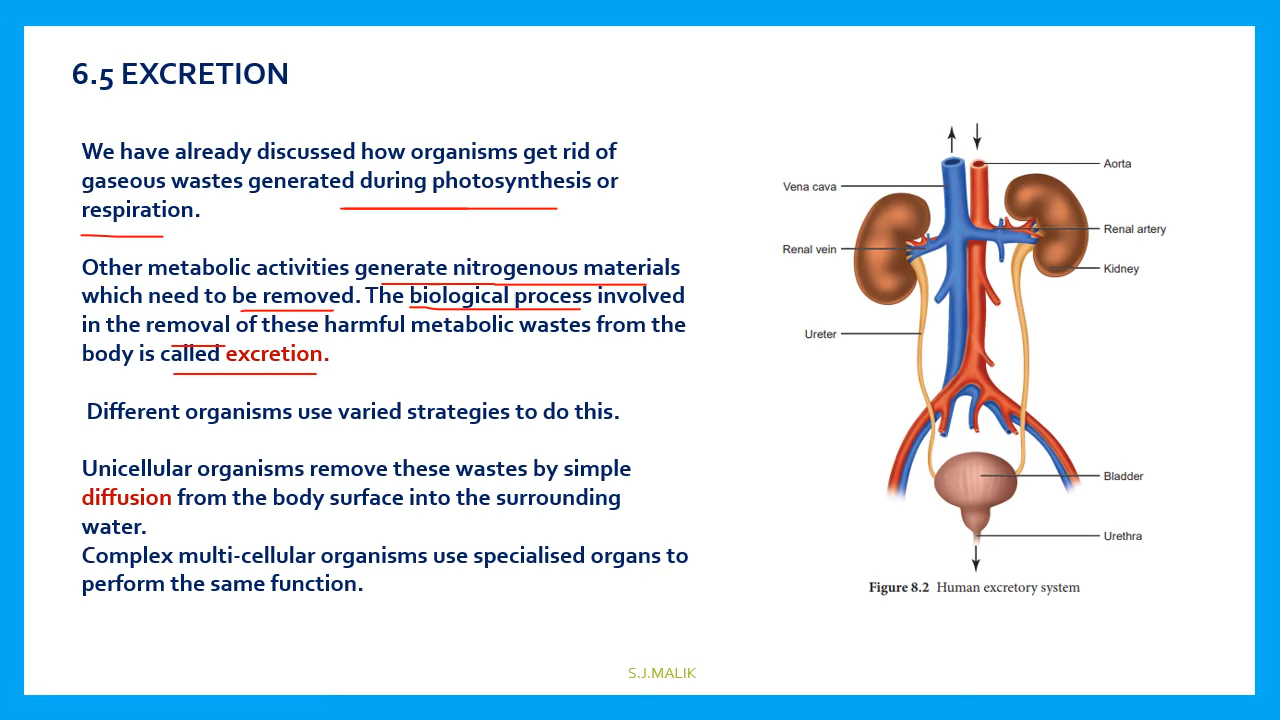 6.5 EXCRETION
We have already discussed how organisms get rid of
gaseous wastes generated during photosynthesis or
respiration.
Other metabolic activities generate nitrogenous materials
which need to be removed. The biological process involved
in the removal of these harmful metabolic wastes from the
body is called excretion.
Different organisms use varied strategies to do this.
Unicellular organisms remove these wastes by simple
diffusion from the body surface into the surrounding
water.
Complex multi-cellular organisms use specialised organs to
perform the same function.
Aorta
Vena cava
Renal artery
Renal vein
Kidney
Ureter
Bladder
Urethra
Figure 8.2 Human excretory system
S.J.MALIK